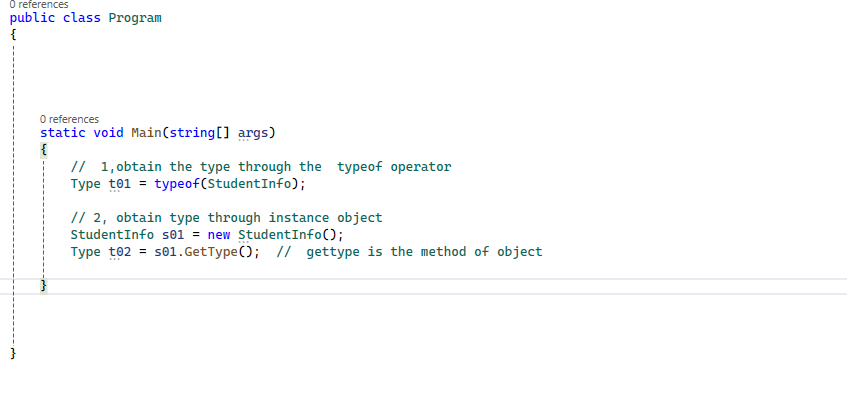 0 references
public class Program
{
0 references
static void Main(string[] args)
{
//  1,obtain the type through the  typeof operator
Type t01 = typeof(StudentInfo);
// 2, obtain type through instance object
StudentInfo s01 = new StudentInfo();
Type t02 = s01.GetType();  //  gettype is the method of object
}
}